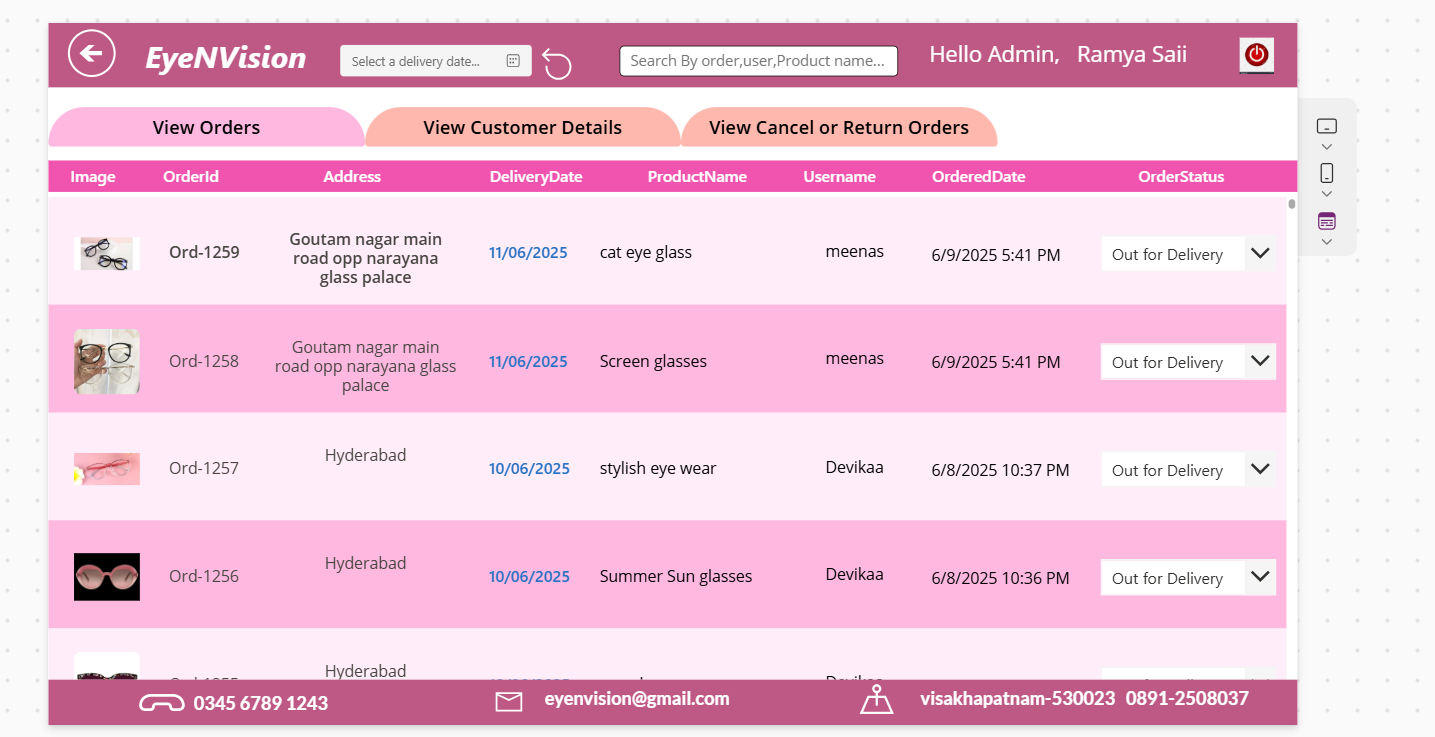 EyeNVision
Select a delivery date...
Search By order,user,Product name...
Hello Admin, Ramya Saii
View Orders
View Customer Details
View Cancel or Return Orders
Image OrderId Address DeliveryDate ProductName Username OrderedDate OrderStatus
Ord-1259
Goutam nagar main
road opp narayana
glass palace
11/06/2025
cat eye glass
meenas
6/9/2025 5:41 PM
Out for Delivery
Ord-1258
Goutam nagar main
road opp narayana glass
palace
11/06/2025
Screen glasses
meenas
6/9/2025 5:41 PM
Out for Delivery
Ord-1257
Hyderabad
10/06/2025
stylish eye wear
Devikaa
6/8/2025 10:37 PM
Out for Delivery
Ord-1256
Hyderabad
10/06/2025
Summer Sun glasses
Devikaa
6/8/2025 10:36 PM
Out for Delivery
Hyderabad
0345 6789 1243
eyenvision@gmail.com
visakhapatnam-530023 0891-2508037